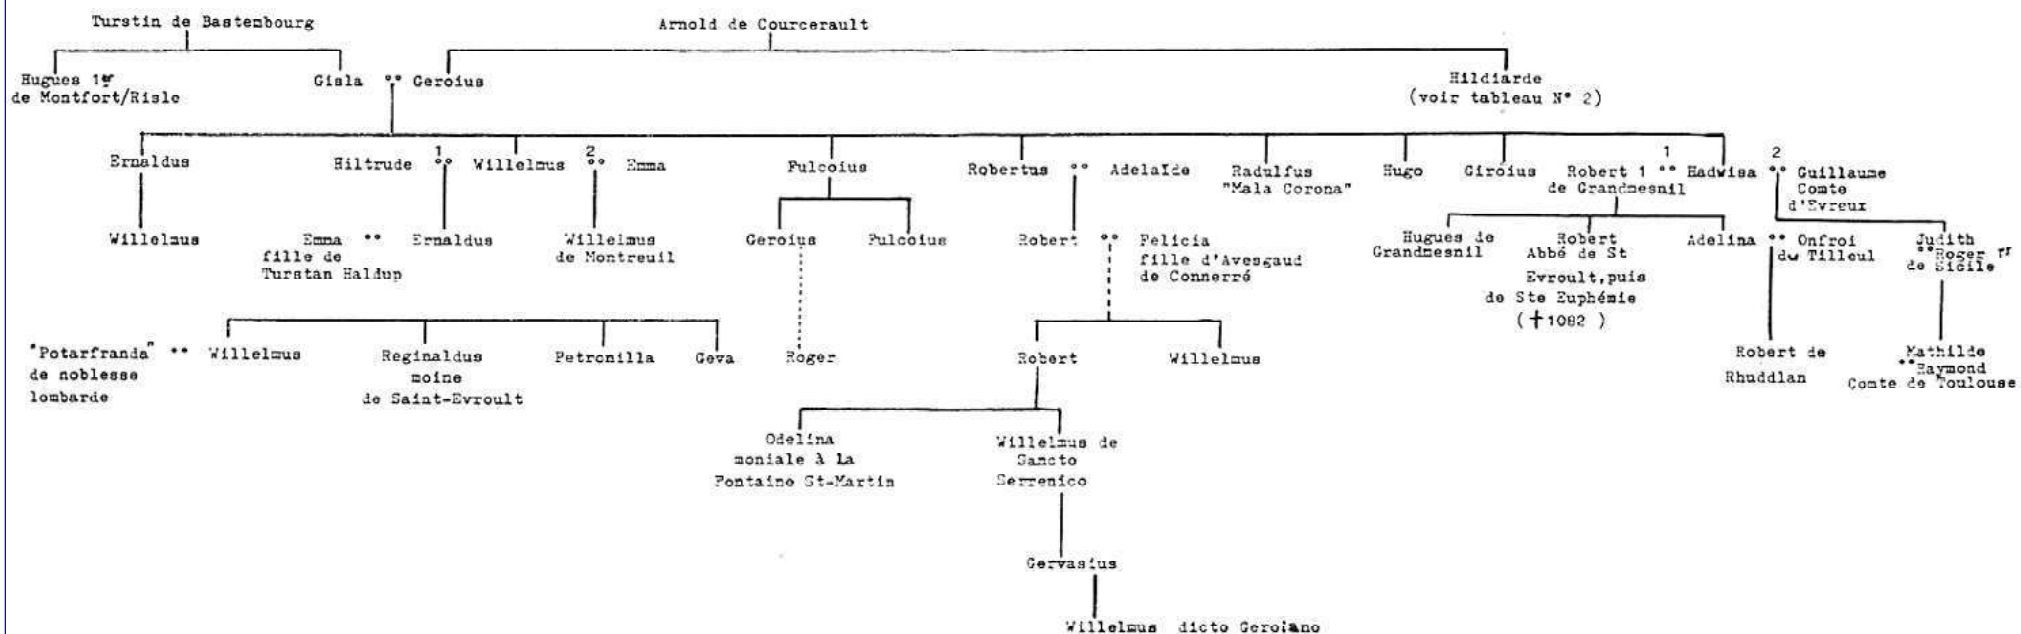 Turstin de Bastembourg
Arnold de Courcerault
Hugues 1er
de Montfort/Risle
Gisla °° Geroius
Hildiarde
(voir tableau N° 2)
1
2
1
2
Ernaldus
Hiltrude °° Willelmus °° Emma
Fulcoius
Robertus °° Adelaïde
Radulfus
"Mala Corona"
Hugo
Giroius
Robert 1 °° Hadwisa °° Guillaume
de Grandmesnil
Comte
d'Evreux
Willelmus
Emma °° Ernaldus
fille de
Turstan Haldup
Willelmus
de Montreuil
Geroius
Fulcoius
Robert °° Felicia
fille d'Avesgaud
de Connerré
Hugues de
Grandmesnil
Robert
Abbé de St
Evroult, puis
de Ste Euphémie
(†1082 )
Adelina °° Onfroi
du Tilleul
Judith
°°Roger 1er
de Sicile
"Potarfranda" °° Willelmus
de noblesse
lombarde
Reginaldus
moine
de Saint-Evroult
Petronilla
Geva
Roger
Robert
Willelmus
Robert de
Rhuddlan
Mathilde
°°Raymond
Comte de Toulouse
Odelina
moniale à la
Fontaine St-Martin
Willelmus de
Sancto
Serrenico
Gervasius
Willelmus dicto Geroiano